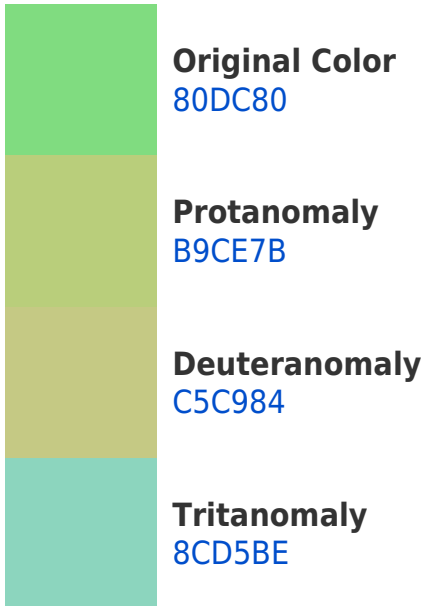 Original Color
80DC80
Protanomaly
B9CE7B
Deuteranomaly
C5C984
Tritanomaly
8CD5BE